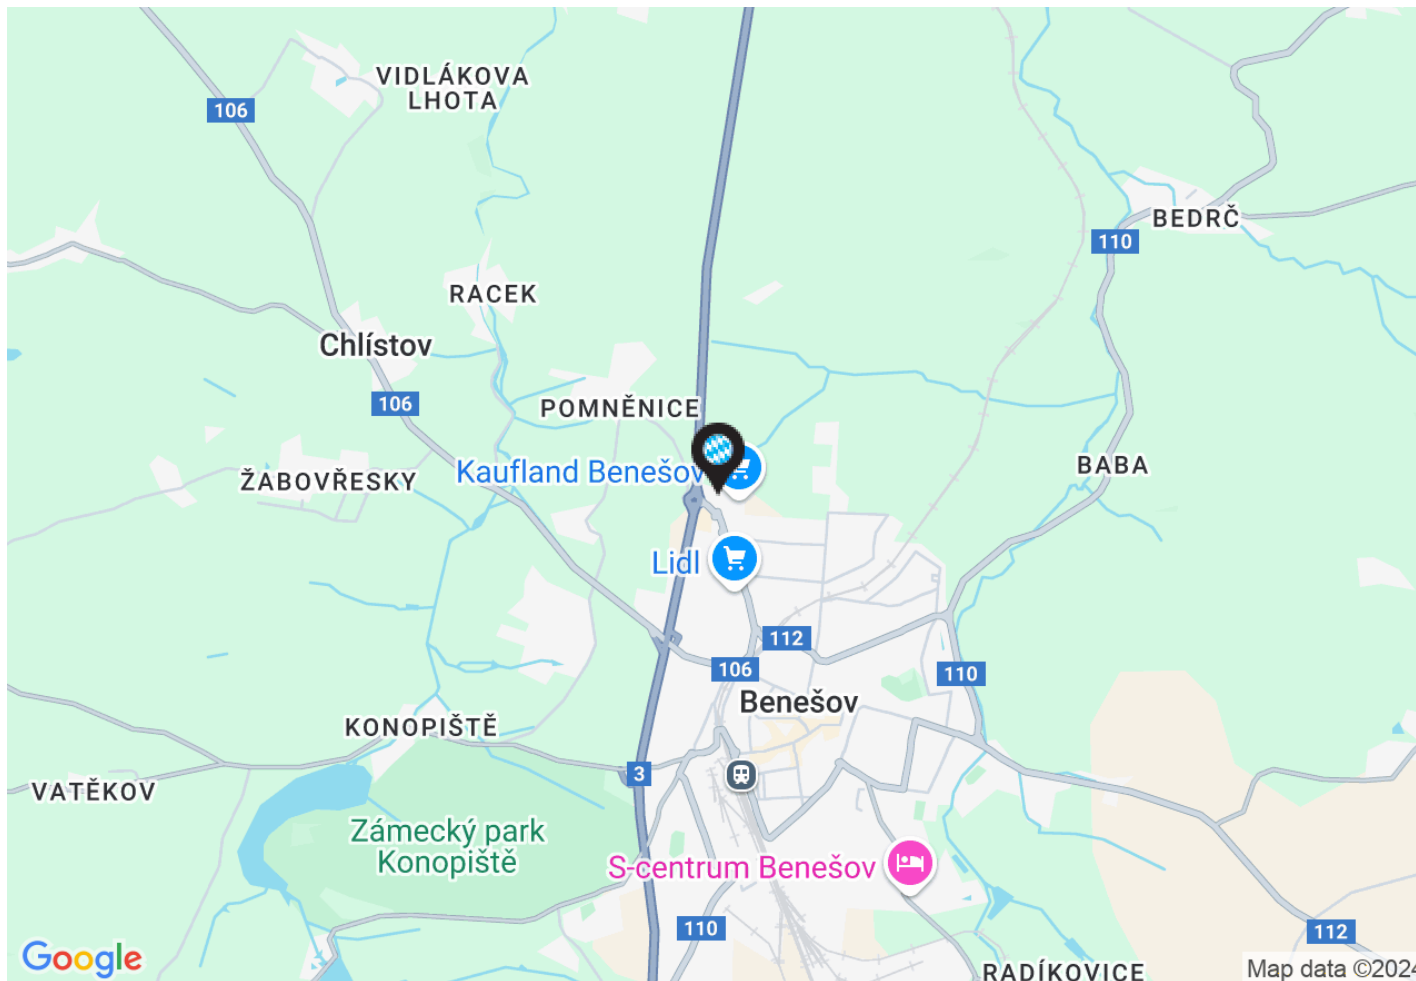 VIDLÁKOVA
LHOTA
106
BEDRČ
110
RACEK
Chlístov
106
POMNĚNICE
BABA
Kaufland Benešov
ŽABOVŘESKY
Lidl
112
106
110
Benešov
KONOPIŠTĚ
3
VATĚKOV
Zámecký park
Konopiště
S-centrum Benešov
110
112
Google
Map data ©2024
RADÍKOVICE